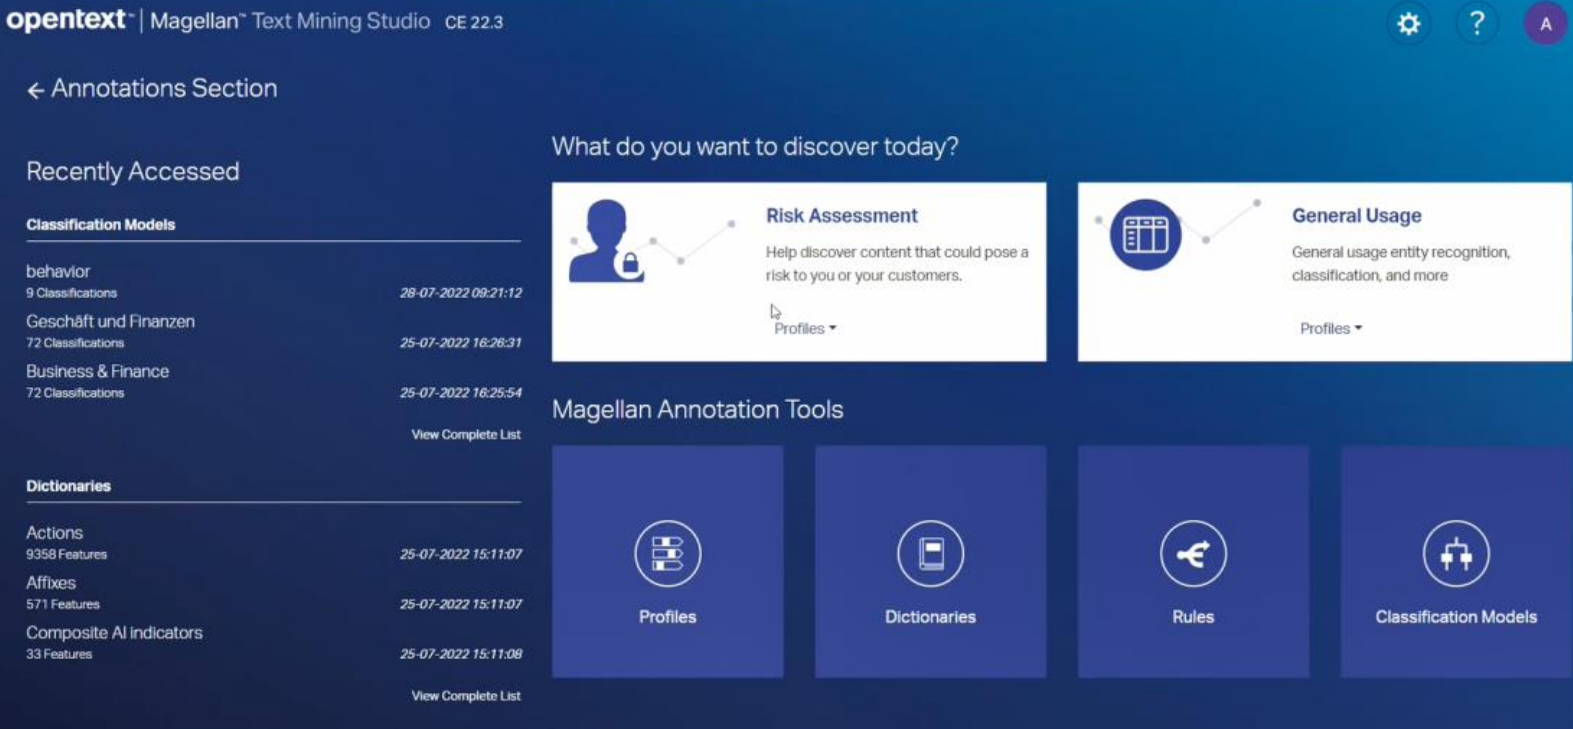 opentext™ | Magellan™ Text Mining Studio CE 22.3
?
A
← Annotations Section
Recently Accessed
Classification Models
behavior
9 Classifications 28-07-2022 09:21:12
Geschäft und Finanzen
72 Classifications 25-07-2022 16:26:31
Business & Finance
72 Classifications 25-07-2022 16:25:54
View Complete List
Dictionaries
Actions
9358 Features 25-07-2022 15:11:07
Affixes
571 Features 25-07-2022 15:11:07
Composite AI indicators
33 Features 25-07-2022 15:11:08
View Complete List
What do you want to discover today?
Risk Assessment
Help discover content that could pose a
risk to you or your customers.
Profiles
General Usage
General usage entity recognition,
classification, and more
Profiles
Magellan Annotation Tools
Profiles
Dictionaries
Rules
Classification Models